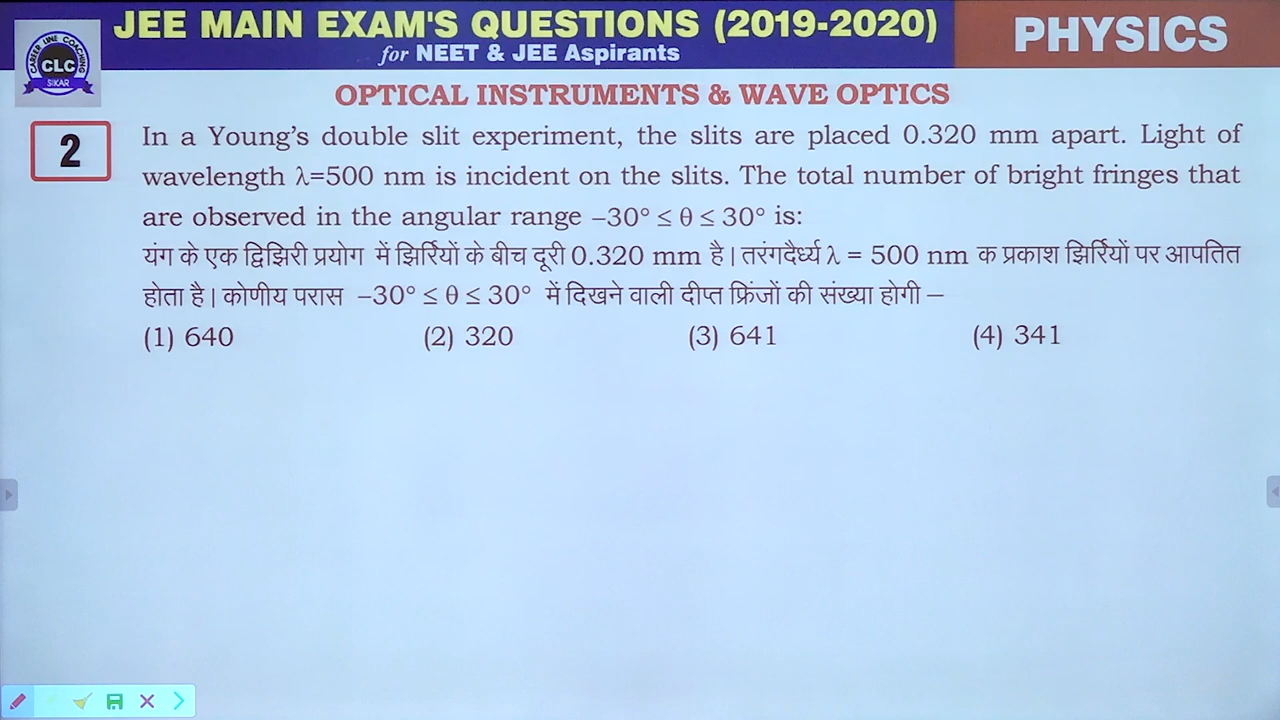 JEE MAIN EXAM'S QUESTIONS (2019-2020)
for NEET & JEE Aspirants
PHYSICS
CAREER LINE COACHING
CLC
SIKAR
OPTICAL INSTRUMENTS & WAVE OPTICS
2
In a Young's double slit experiment, the slits are placed 0.320 mm apart. Light of
wavelength λ=500 nm is incident on the slits. The total number of bright fringes that
are observed in the angular range –30° ≤ θ ≤ 30° is:
यंग के एक द्विझिरी प्रयोग में झिर्रियों के बीच दूरी 0.320 mm है। तरंगदैर्ध्य λ = 500 nm क प्रकाश झिर्रियों पर आपतित
होता है। कोणीय परास –30° ≤ θ ≤ 30° में दिखने वाली दीप्त फ्रिंजों की संख्या होगी –
(1) 640 (2) 320 (3) 641 (4) 341